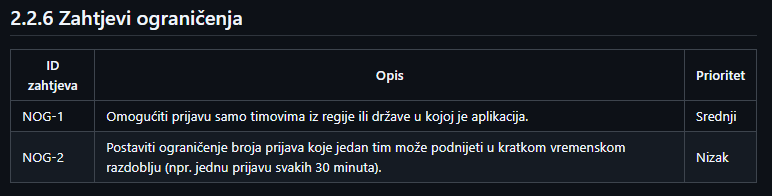 2.2.6 Zahtjevi ograničenja
ID zahtjeva Opis Prioritet
NOG-1 Omogućiti prijavu samo timovima iz regije ili države u kojoj je aplikacija. Srednji
NOG-2 Postaviti ograničenje broja prijava koje jedan tim može podnijeti u kratkom vremenskom
razdoblju (npr. jednu prijavu svakih 30 minuta). Nizak